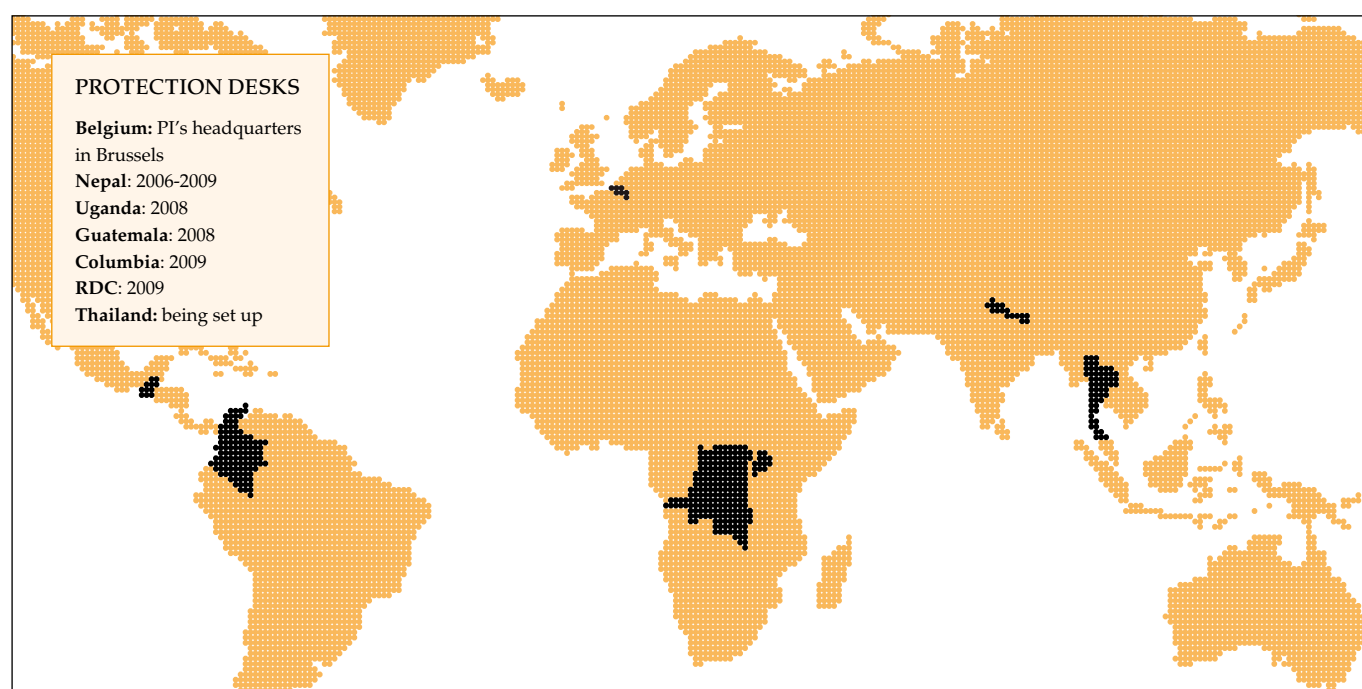 PROTECTION DESKS
Belgium: PI's headquarters
in Brussels
Nepal: 2006-2009
Uganda: 2008
Guatemala: 2008
Columbia: 2009
RDC: 2009
Thailand: being set up